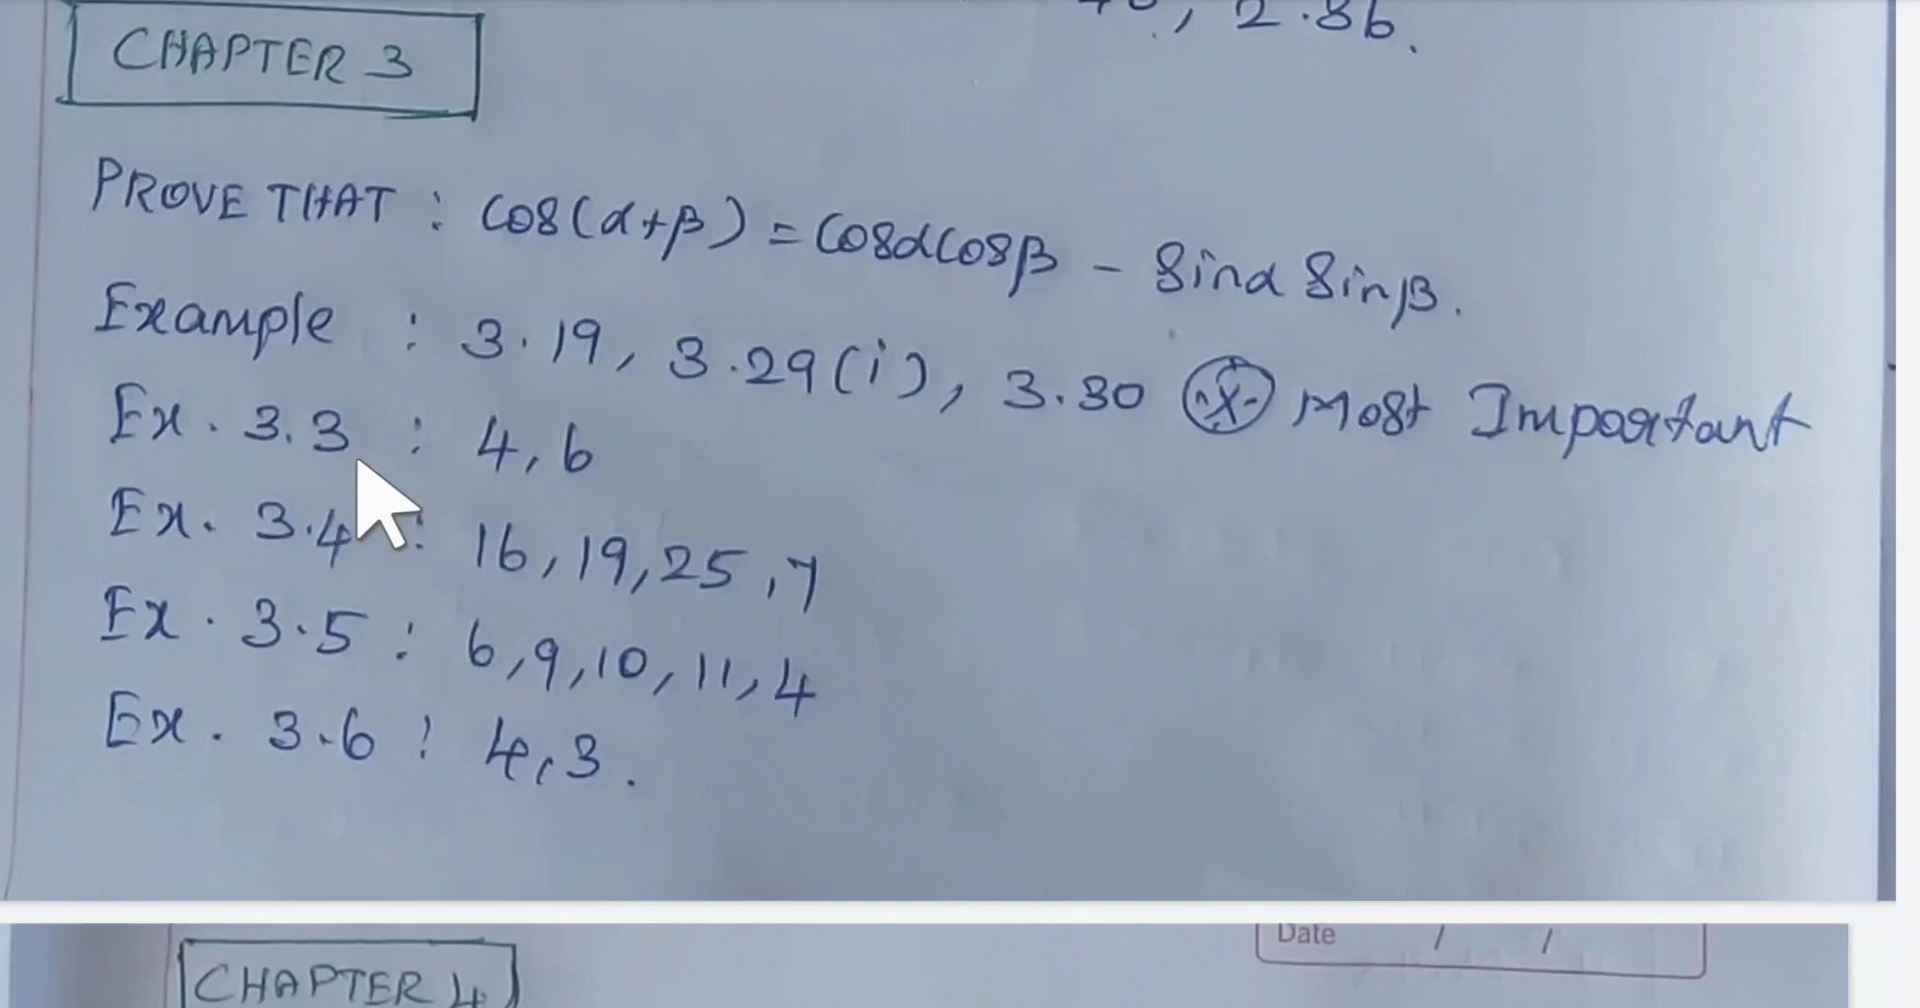 2.86.
CHAPTER 3
PROVE THAT : cos(α+β) = cosαcosβ - sinα sinβ.
Example : 3.19, 3.29(i), 3.30 Most Important
Ex. 3.3 : 4, 6
Ex. 3.4 : 16, 19, 25, 7
Ex. 3.5 : 6, 9, 10, 11, 4
Ex. 3.6 : 4, 3.
Date / /
CHAPTER 4